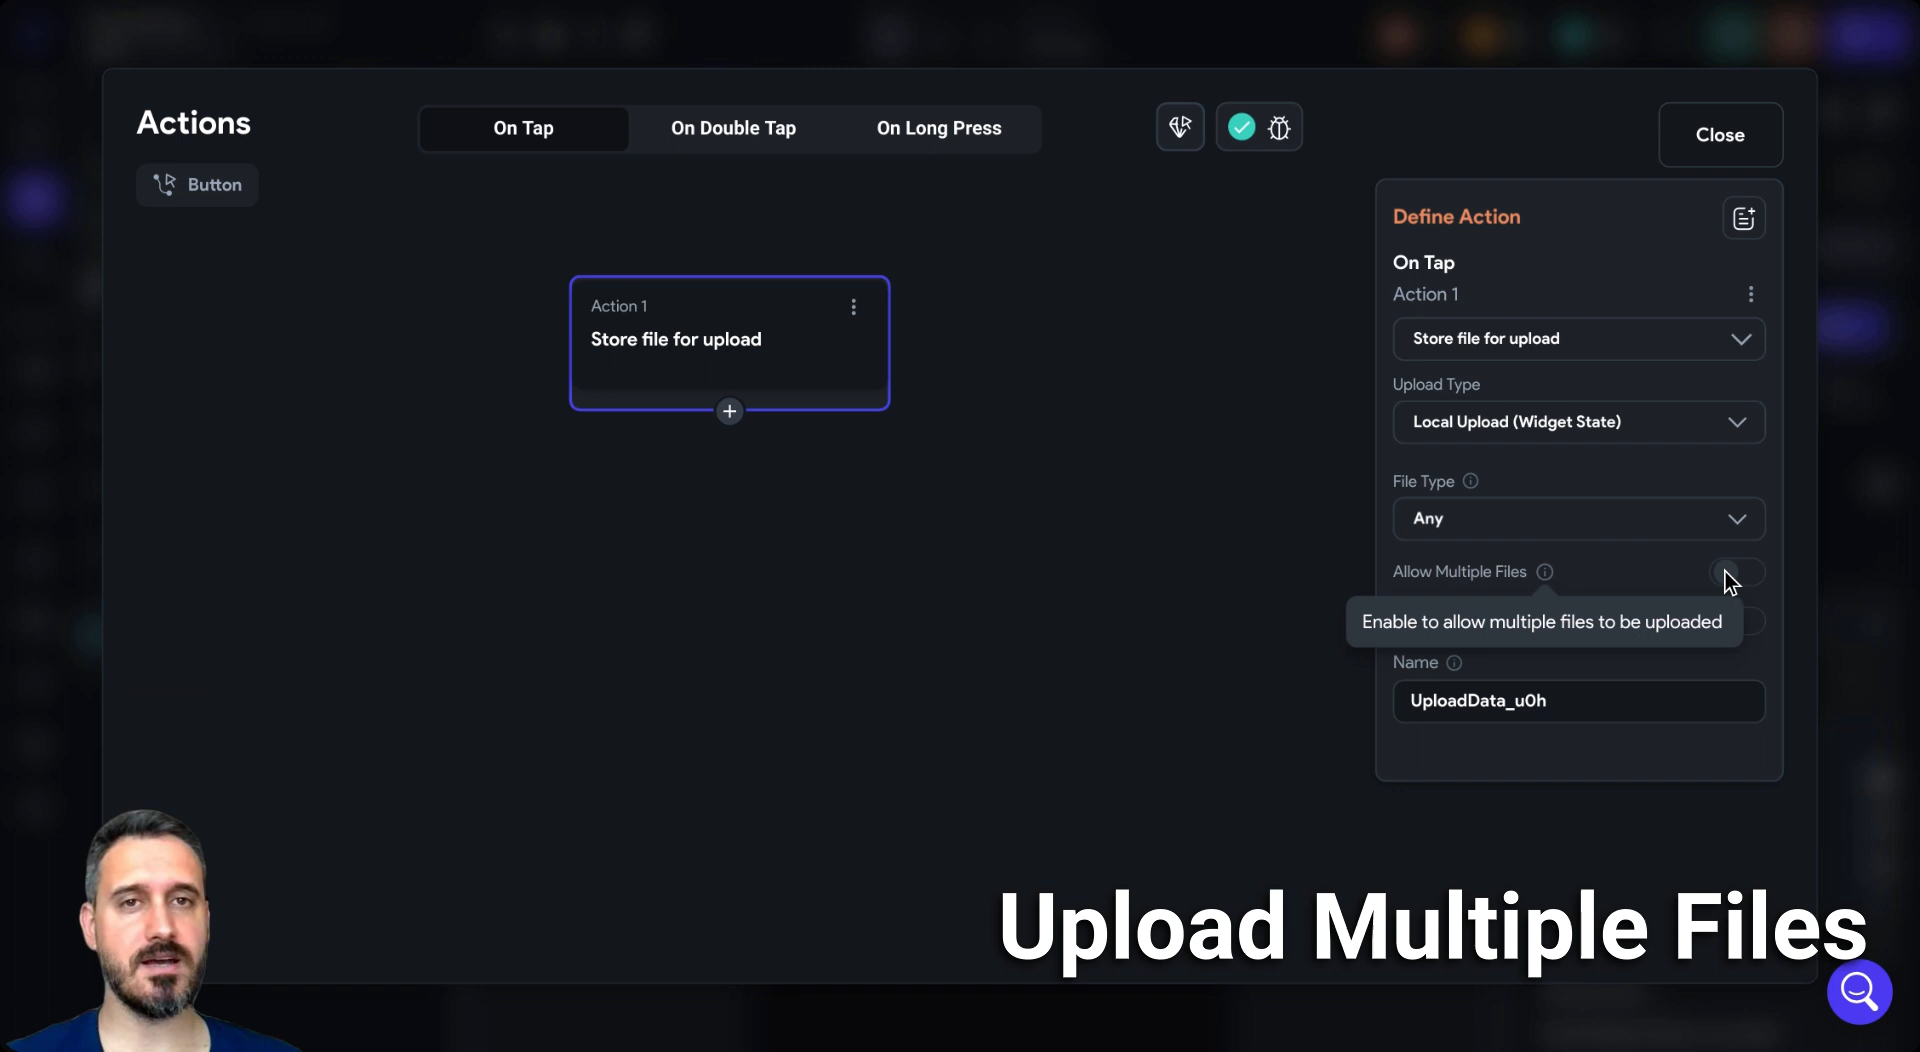 Actions
On Tap
On Double Tap
On Long Press
Close
Button
Define Action
On Tap
Action 1
Store file for upload
Upload Type
Local Upload (Widget State)
File Type
Any
Allow Multiple Files
Enable to allow multiple files to be uploaded
Name
UploadData_u0h
Action 1
Store file for upload
Upload Multiple Files